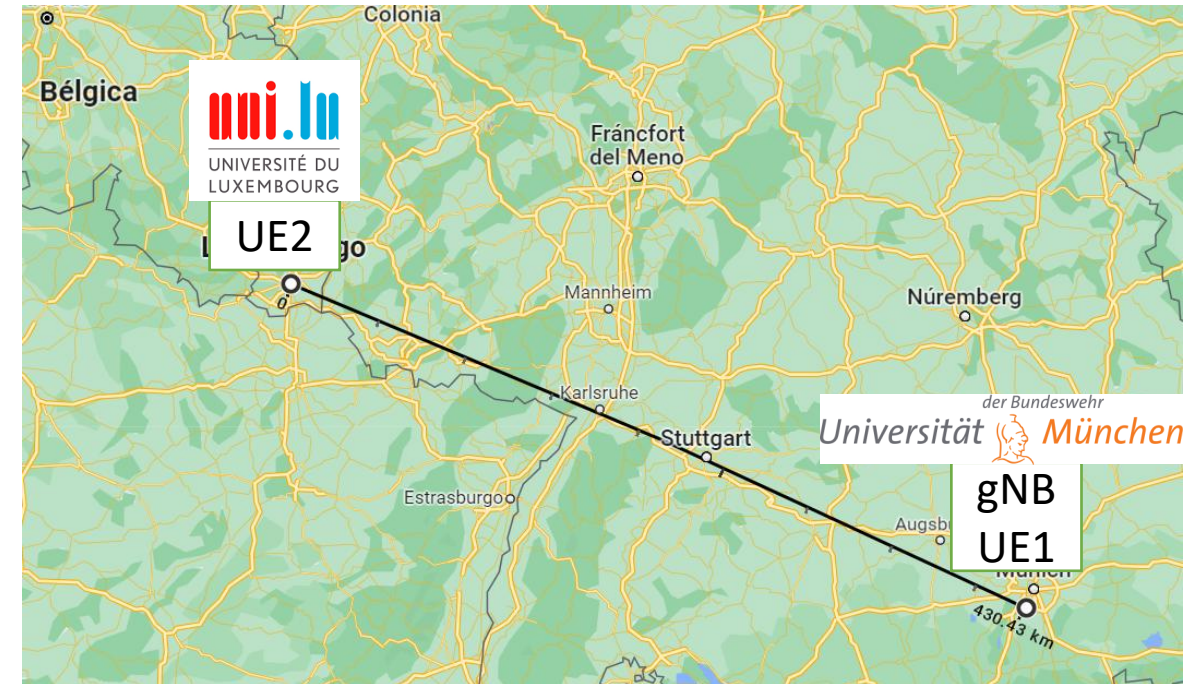 Colonia
Bélgica
uni.lu
UNIVERSITÉ DU
LUXEMBOURG
UE2
0
Fráncfort
del Meno
Mannheim
Núremberg
Karlsruhe
Stuttgart
Estrasburgo
der Bundeswehr
Universität München
gNB
UE1
430.43 km